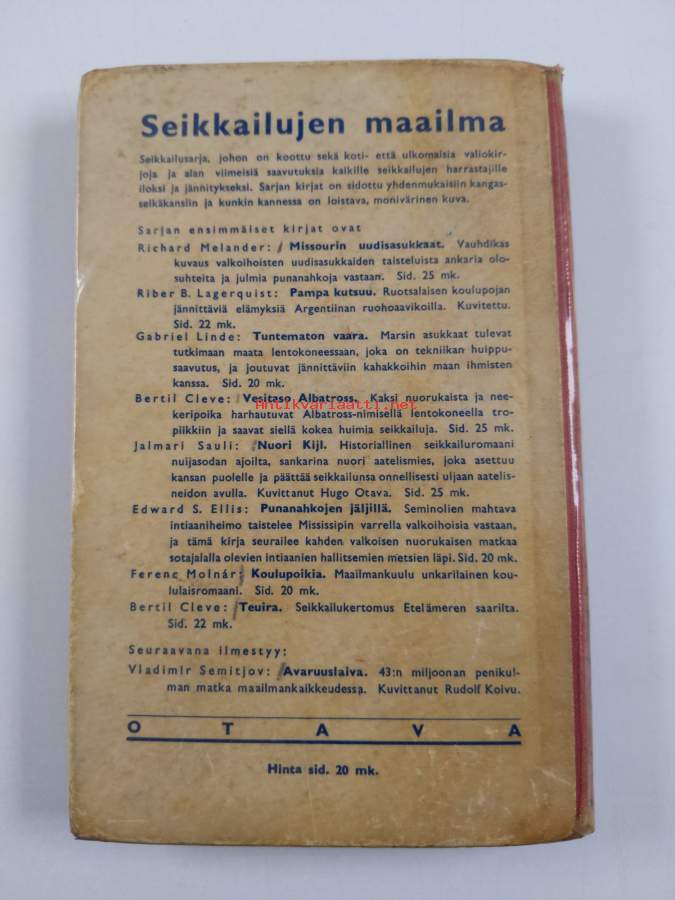 Seikkailujen maailma
Seikkailusarja, johon on koottu sekä koti- että ulkomaisia valiokir-
joja ja alan viimeisiä saavutuksia kaikille seikkailujen harrastajille
iloksi ja jännitykseksi. Sarjan kirjat on sidottu yhdenmukaisiin kangas-
selkäkansiin ja kunkin kannessa on loistava, monivärinen kuva.
Sarjan ensimmäiset kirjat ovat
Richard Melander: Missourin uudisasukkaat. Vauhdikas
kuvaus valkoihoisten uudisasukkaiden taisteluista ankaria olo-
suhteita ja julmia punanahkoja vastaan. Sid. 25 mk.
Riber B. Lagerquist: Pampa kutsuu. Ruotsalaisen koulupojan
jännittäviä elämyksiä Argentiinan ruohoaavikoilla. Kuvitettu.
Sid. 22 mk.
Gabriel Linde: Tuntematon vaara. Marsin asukkaat tulevat
tutkimaan maata lentokoneessaan, joka on tekniikan huippu-
saavutus, ja joutuvat jännittäviin kahakkoihin maan ihmisten
kanssa. Sid. 20 mk.
Bertil Cleve: Vesitaso Albatross. Kaksi nuorukaista ja nee-
keripoika harhautuvat Albatross-nimisellä lentokoneella tro-
piikkiin ja saavat siellä kokea huimia seikkailuja. Sid. 25 mk.
Jalmari Sauli: Nuori Kijl. Historiallinen seikkailuromaani
nuijasodan ajoilta, sankarina nuori aatelismies, joka asettuu
kansan puolelle ja päättää seikkailunsa onnellisesti uljaan aatelis-
neidon avulla. Kuvittanut Hugo Otava. Sid. 25 mk.
Edward S. Ellis: Punanahkojen jäljillä. Seminolien mahtava
intiaaniheimo taistelee Mississipin varrella valkoihoisia vastaan,
ja tämä kirja seurailee kahden valkoisen nuorukaisen matkaa
sotajalalla olevien intiaanien hallitsemien metsien läpi. Sid. 20 mk.
Ferenc Molnár: Koulupoikia. Maailmankuulu unkarilainen kou-
lulaisromaani. Sid. 20 mk.
Bertil Cleve: Teuira. Seikkailukertomus Etelämeren saarilta.
Sid. 22 mk.
Seuraavana ilmestyy:
Vladimir Semitjov: Avaruuslaiva. 43:n miljoonan penikul-
man matka maailmankaikkeudessa. Kuvittanut Rudolf Koivu.
OTAVA
Hinta sid. 20 mk.
Antikvariaatti.net